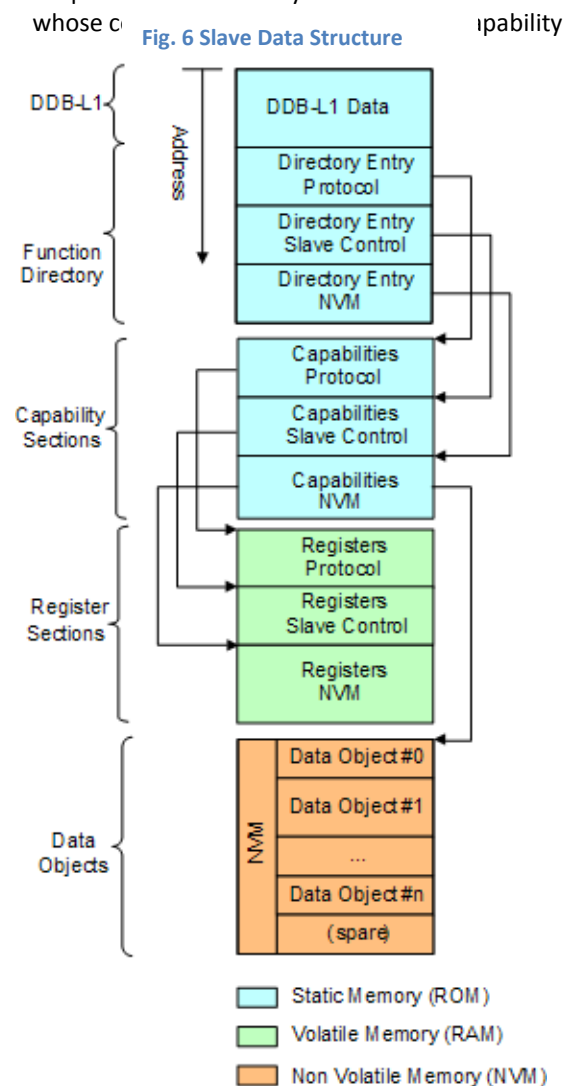 whose
Fig. 6 Slave Data Structure
DDB-L1
Address
DDB-L1 Data
Directory Entry
Protocol
Directory Entry
Slave Control
Directory Entry
NVM
Function
Directory
Capabilities
Protocol
Capabilities
Slave Control
Capabilities
NVM
Capability
Sections
Registers
Protocol
Registers
Slave Control
Registers
NVM
Register
Sections
NVM
Data Object#0
Data Object#1
...
Data Object#n
(spare)
Data
Objects
Static Memory (ROM)
Volatile Memory (RAM)
Non Volatile Memory (NVM)